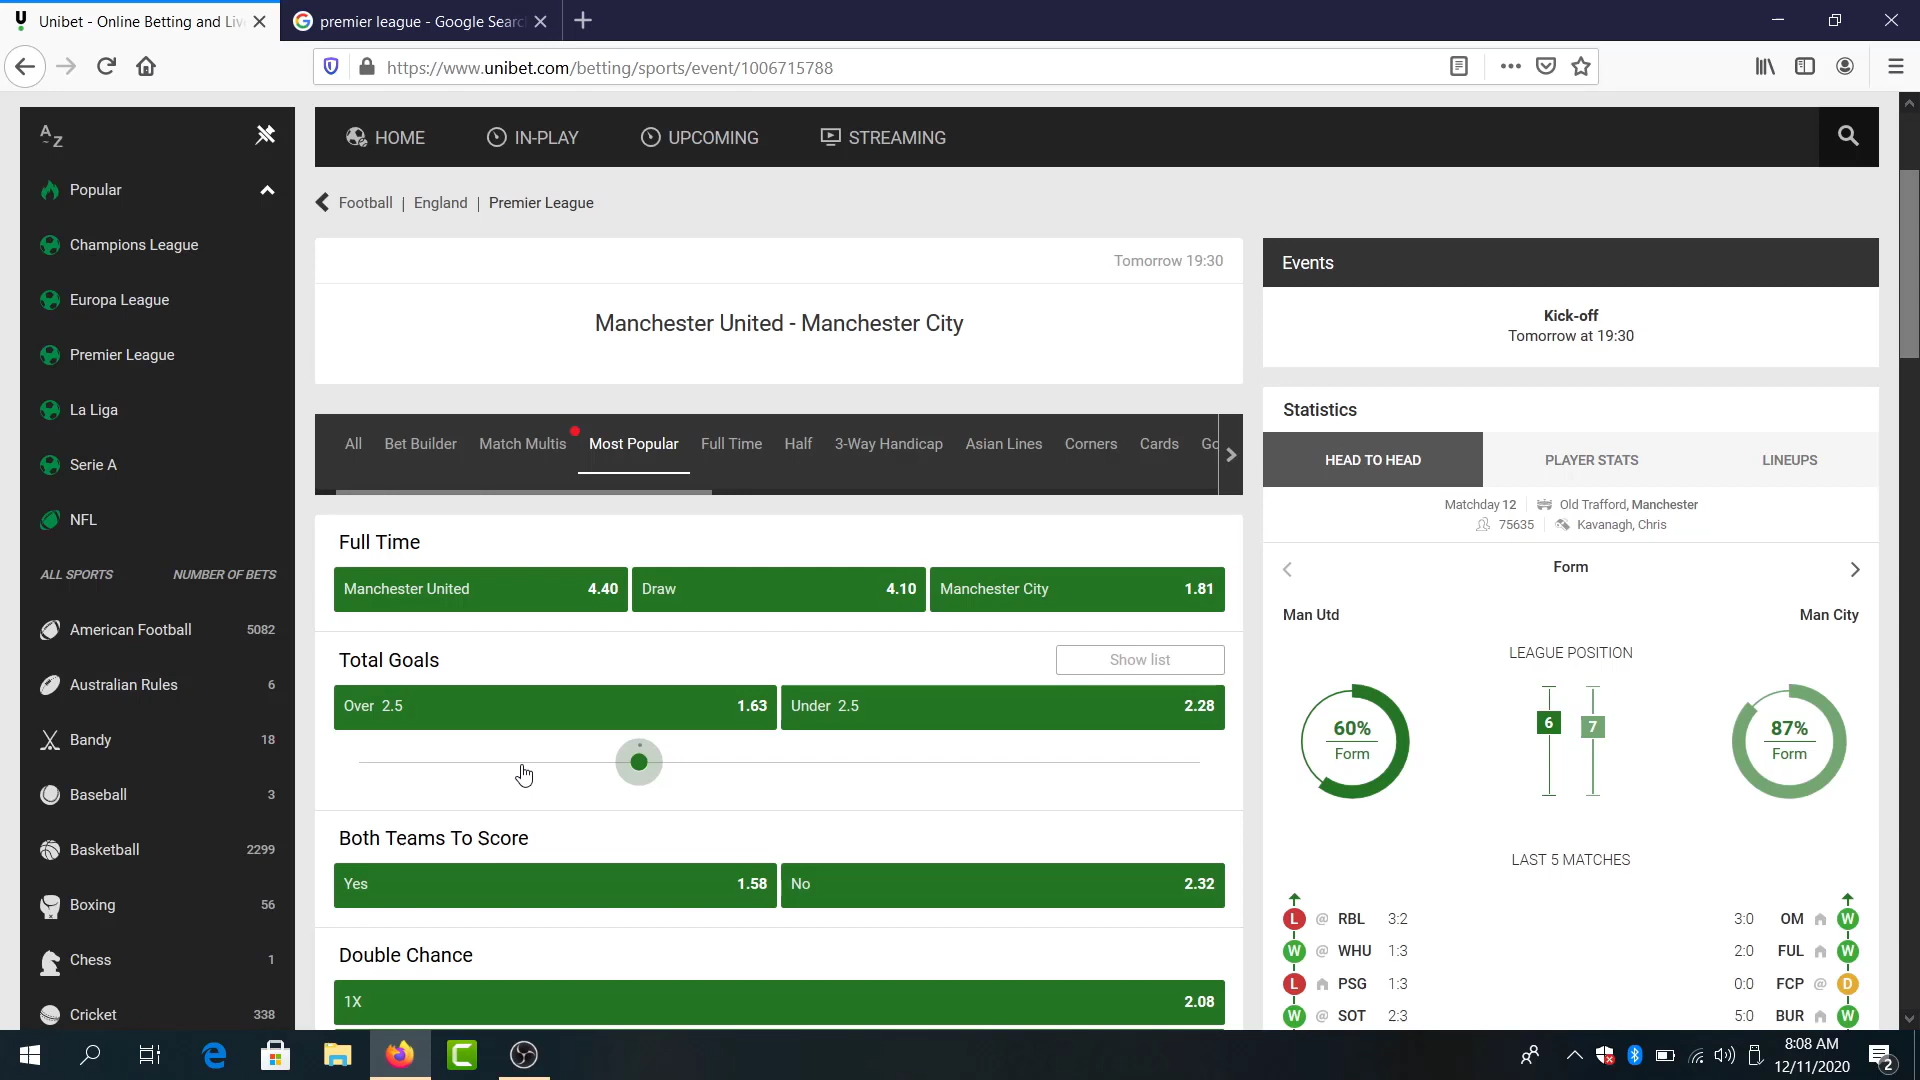 Unibet - Online Betting and Liv
premier league - Google Search
https://www.unibet.com/betting/sports/event/1006715788
A
Z
Popular
Champions League
Europa League
Premier League
La Liga
Serie A
NFL
ALL SPORTS NUMBER OF BETS
American Football 5082
Australian Rules 6
Bandy 18
Baseball 3
Basketball 2299
Boxing 56
Chess 1
Cricket 338
HOME IN-PLAY UPCOMING STREAMING
Football | England | Premier League
Tomorrow 19:30
Manchester United - Manchester City
All Bet Builder Match Multis Most Popular Full Time Half 3-Way Handicap Asian Lines Corners Cards Go
Full Time
Manchester United 4.40 Draw 4.10 Manchester City 1.81
Total Goals Show list
Over 2.5 1.63 Under 2.5 2.28
Both Teams To Score
Yes 1.58 No 2.32
Double Chance
1X 2.08
Events
Kick-off
Tomorrow at 19:30
Statistics
HEAD TO HEAD PLAYER STATS LINEUPS
Matchday 12 Old Trafford, Manchester
75635 Kavanagh, Chris
Form
Man Utd Man City
LEAGUE POSITION
60% 6 7 87%
Form Form
LAST 5 MATCHES
L @ RBL 3:2 3:0 OM W
W @ WHU 1:3 2:0 FUL W
L PSG 1:3 0:0 FCP @ D
W @ SOT 2:3 5:0 BUR W
8:08 AM
12/11/2020
2